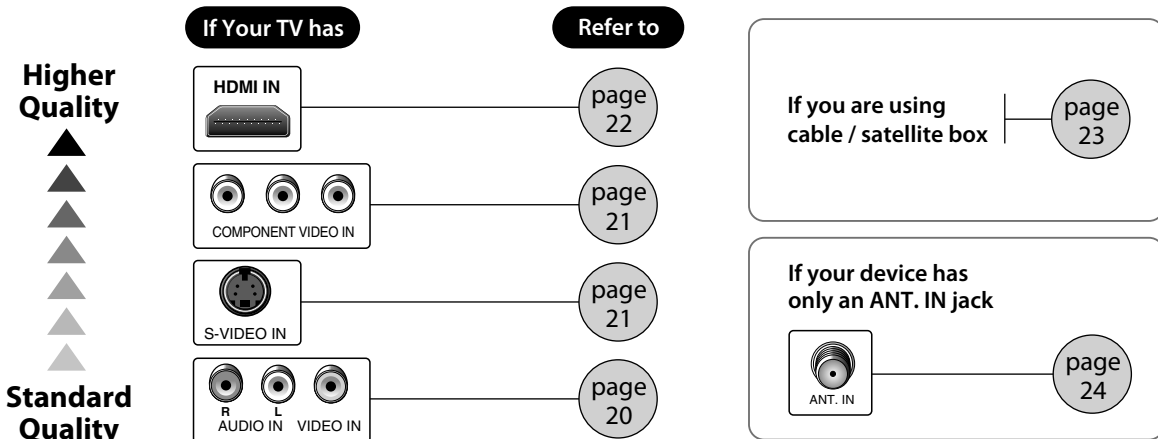 If Your TV has
Refer to
Higher
Quality
HDMI IN
page
22
COMPONENT VIDEO IN
page
21
S-VIDEO IN
page
21
R L
AUDIO IN VIDEO IN
page
20
Standard
Quality
If you are using
cable / satellite box
page
23
If your device has
only an ANT. IN jack
ANT. IN
page
24